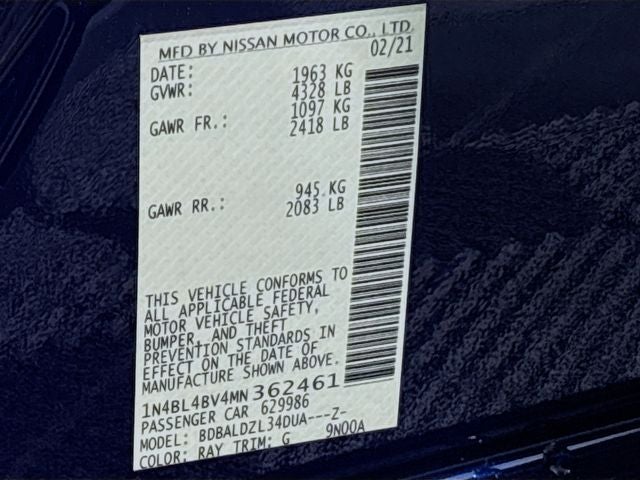 MFD BY NISSAN MOTOR CO., LTD.
DATE: 02/21
GVWR: 1963 KG
4328 LB
GAWR FR.: 1097 KG
2418 LB
GAWR RR.: 945 KG
2083 LB
THIS VEHICLE CONFORMS TO
ALL APPLICABLE FEDERAL
MOTOR VEHICLE SAFETY,
BUMPER, AND THEFT
PREVENTION STANDARDS IN
EFFECT ON THE DATE OF
MANUFACTURE SHOWN ABOVE.
1N4BL4BV4MN362461
PASSENGER CAR 629986
MODEL: BDBALDZL34DUA---Z-
COLOR: RAY TRIM: G 9N00A